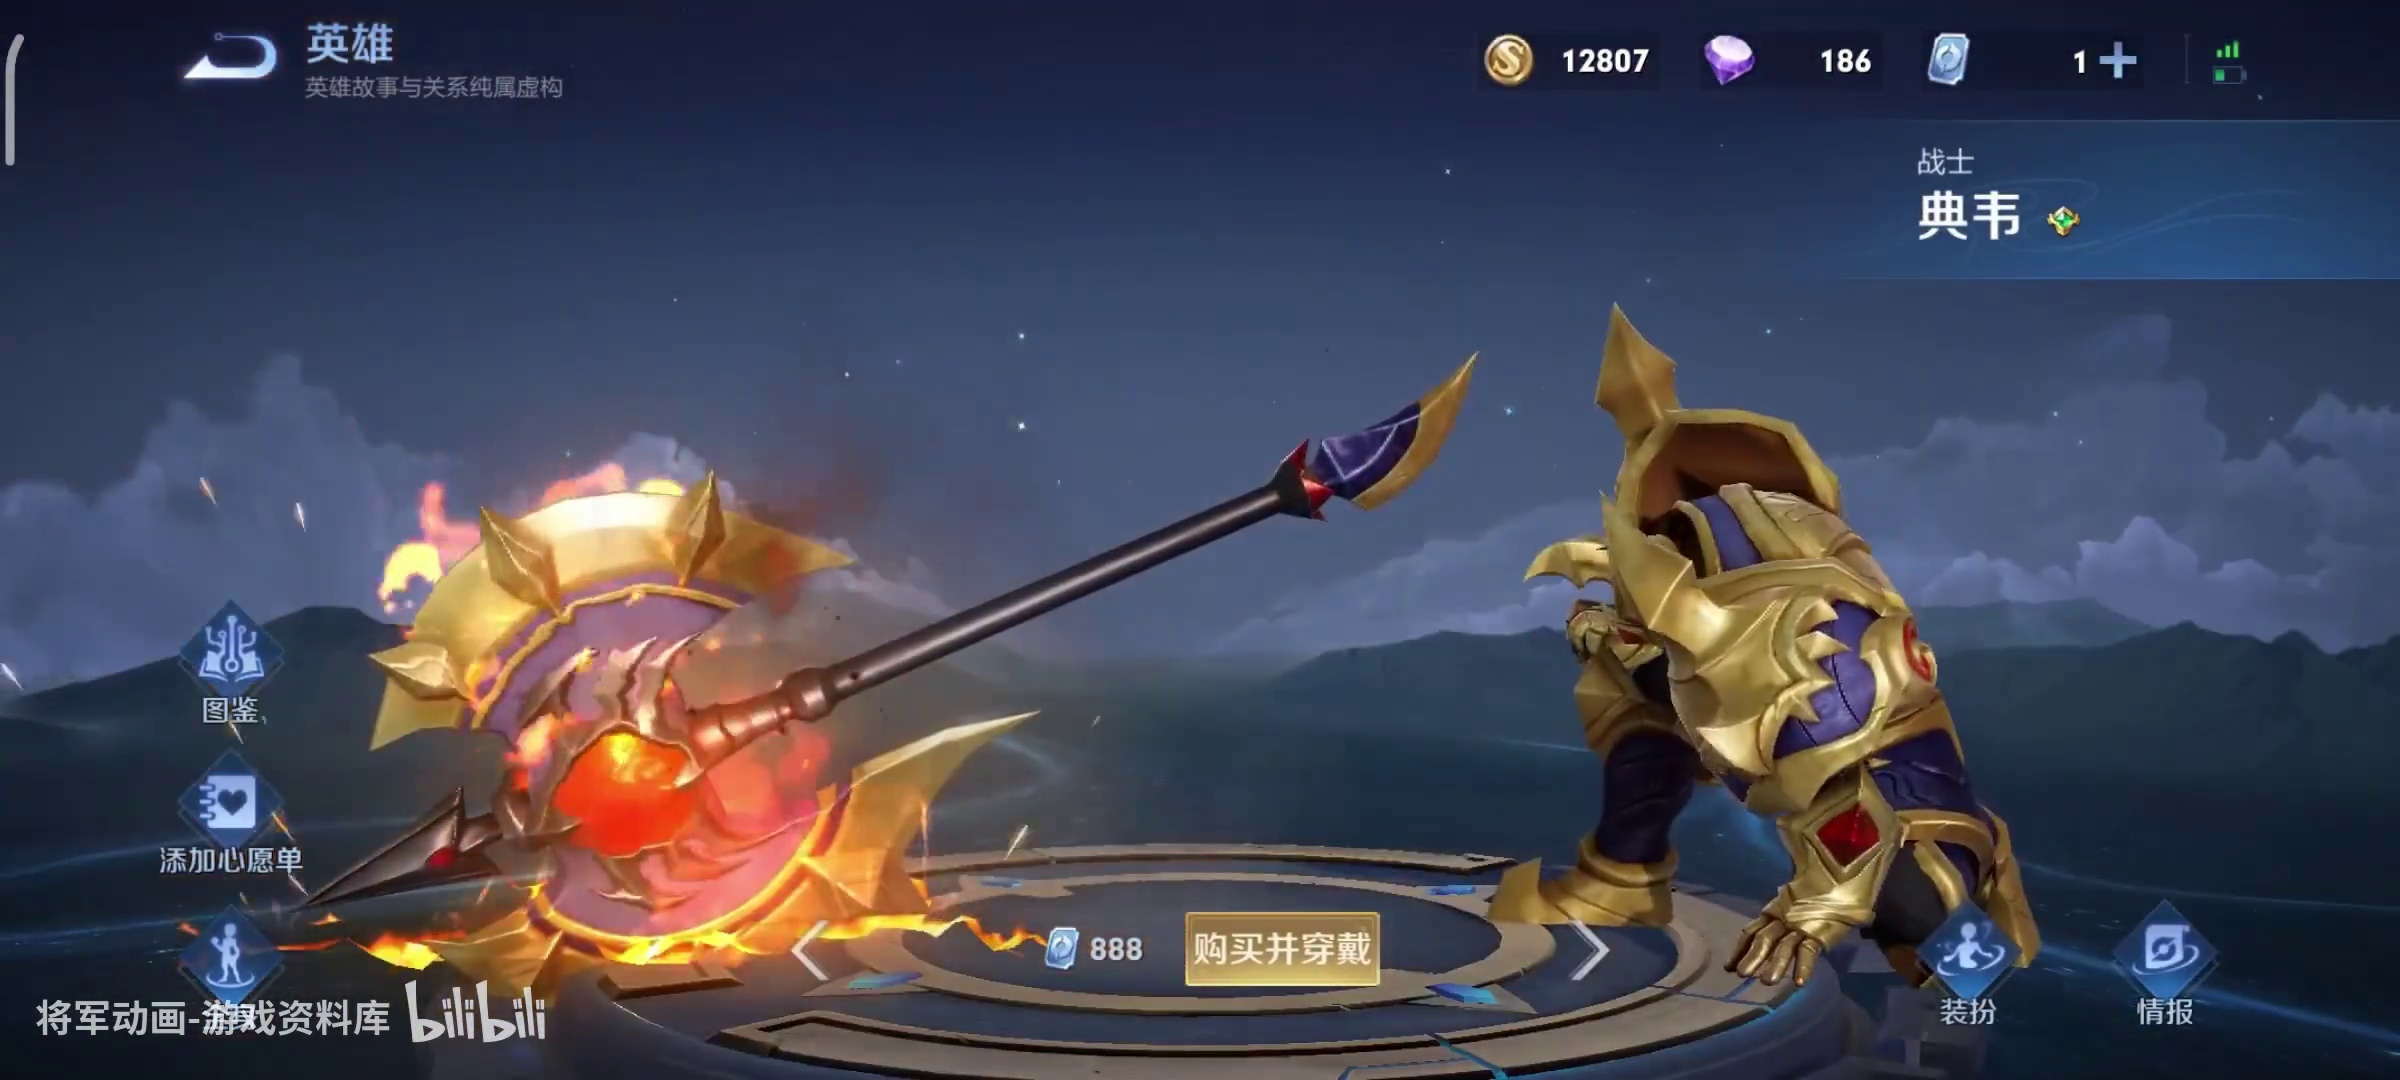 英雄
英雄故事与关系纯属虚构
12807
186
1
战士
典韦
图鉴
添加心愿单
888
购买并穿戴
装扮
情报
将军动画-游戏资料库 bilibili